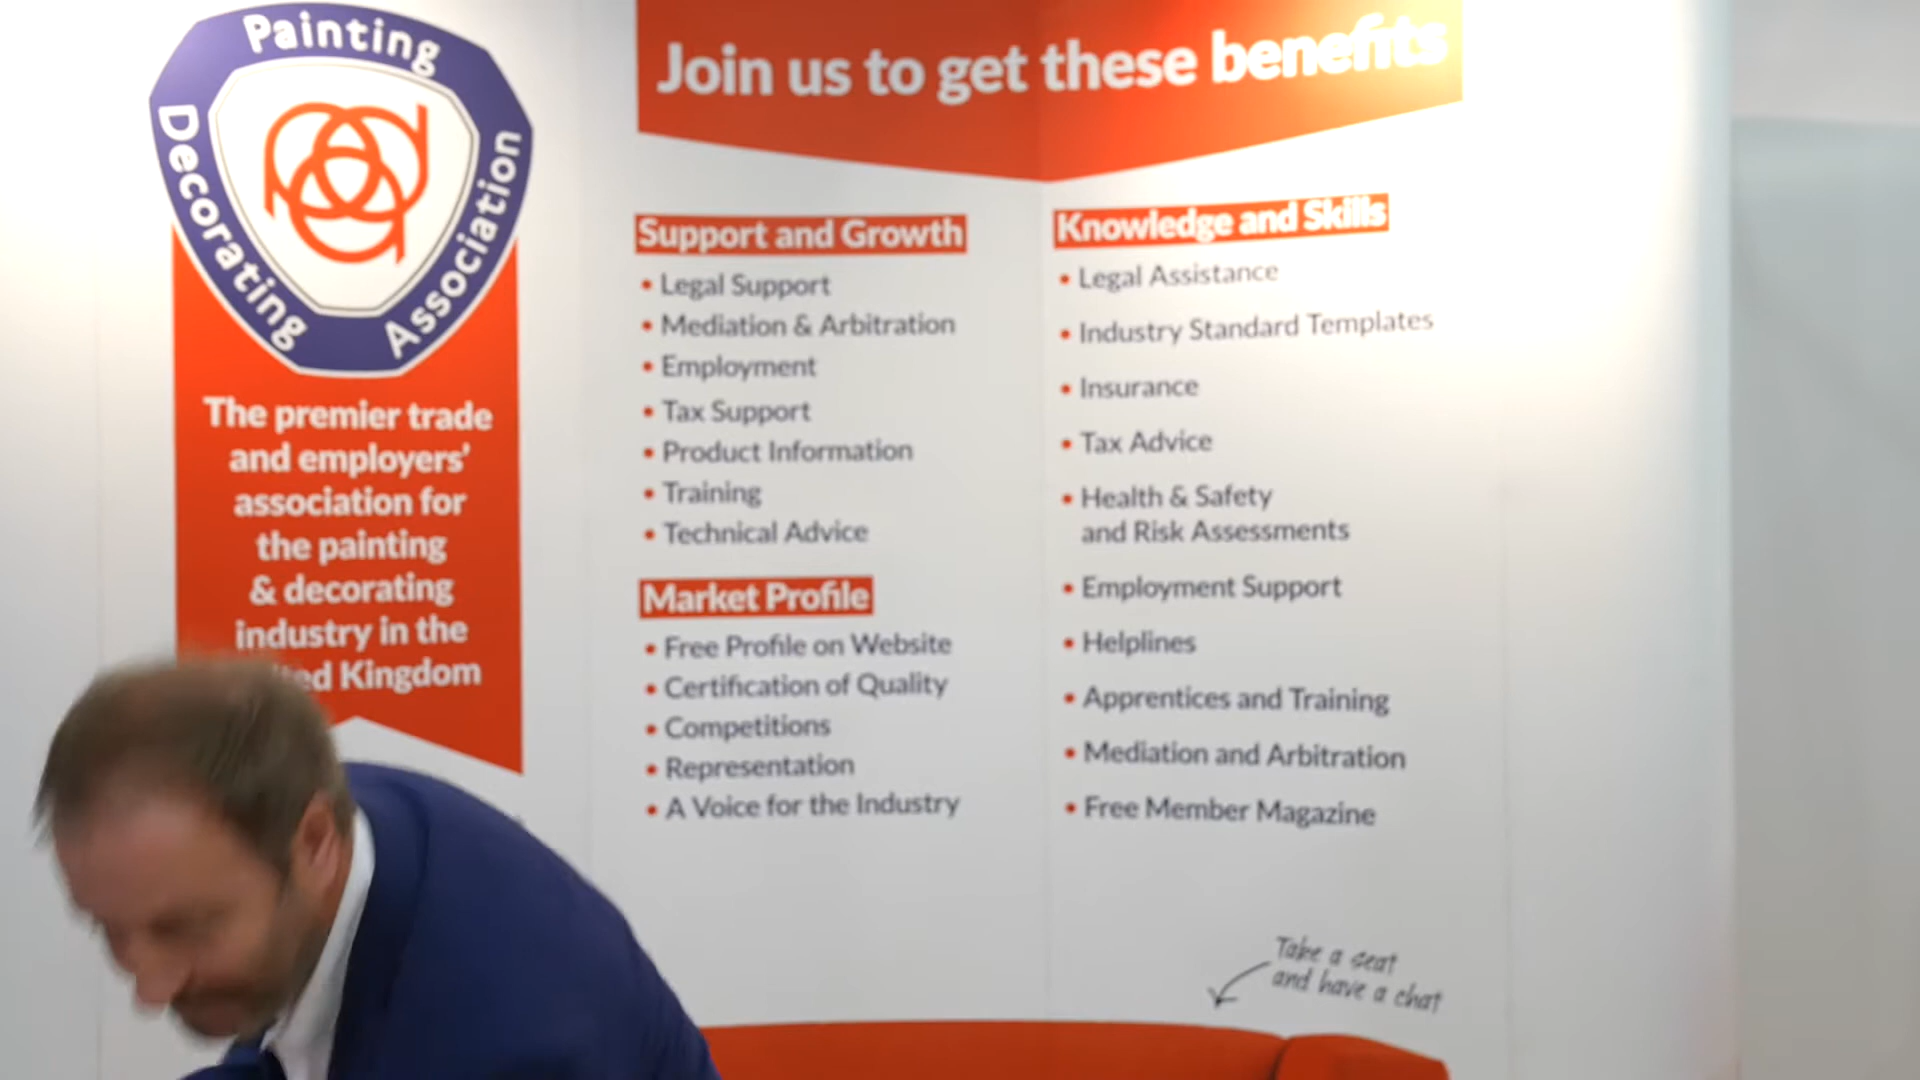 Painting
Decorating
Association
The premier trade
and employers'
association for
the painting
& decorating
industry in the
Kingdom
Join us to get these benefits
Support and Growth
• Legal Support
• Mediation & Arbitration
• Employment
• Tax Support
• Product Information
• Training
• Technical Advice
Market Profile
• Free Profile on Website
• Certification of Quality
• Competitions
• Representation
• A Voice for the Industry
Knowledge and Skills
• Legal Assistance
• Industry Standard Templates
• Insurance
• Tax Advice
• Health & Safety
and Risk Assessments
• Employment Support
• Helplines
• Apprentices and Training
• Mediation and Arbitration
• Free Member Magazine
Take a seat
and have a chat